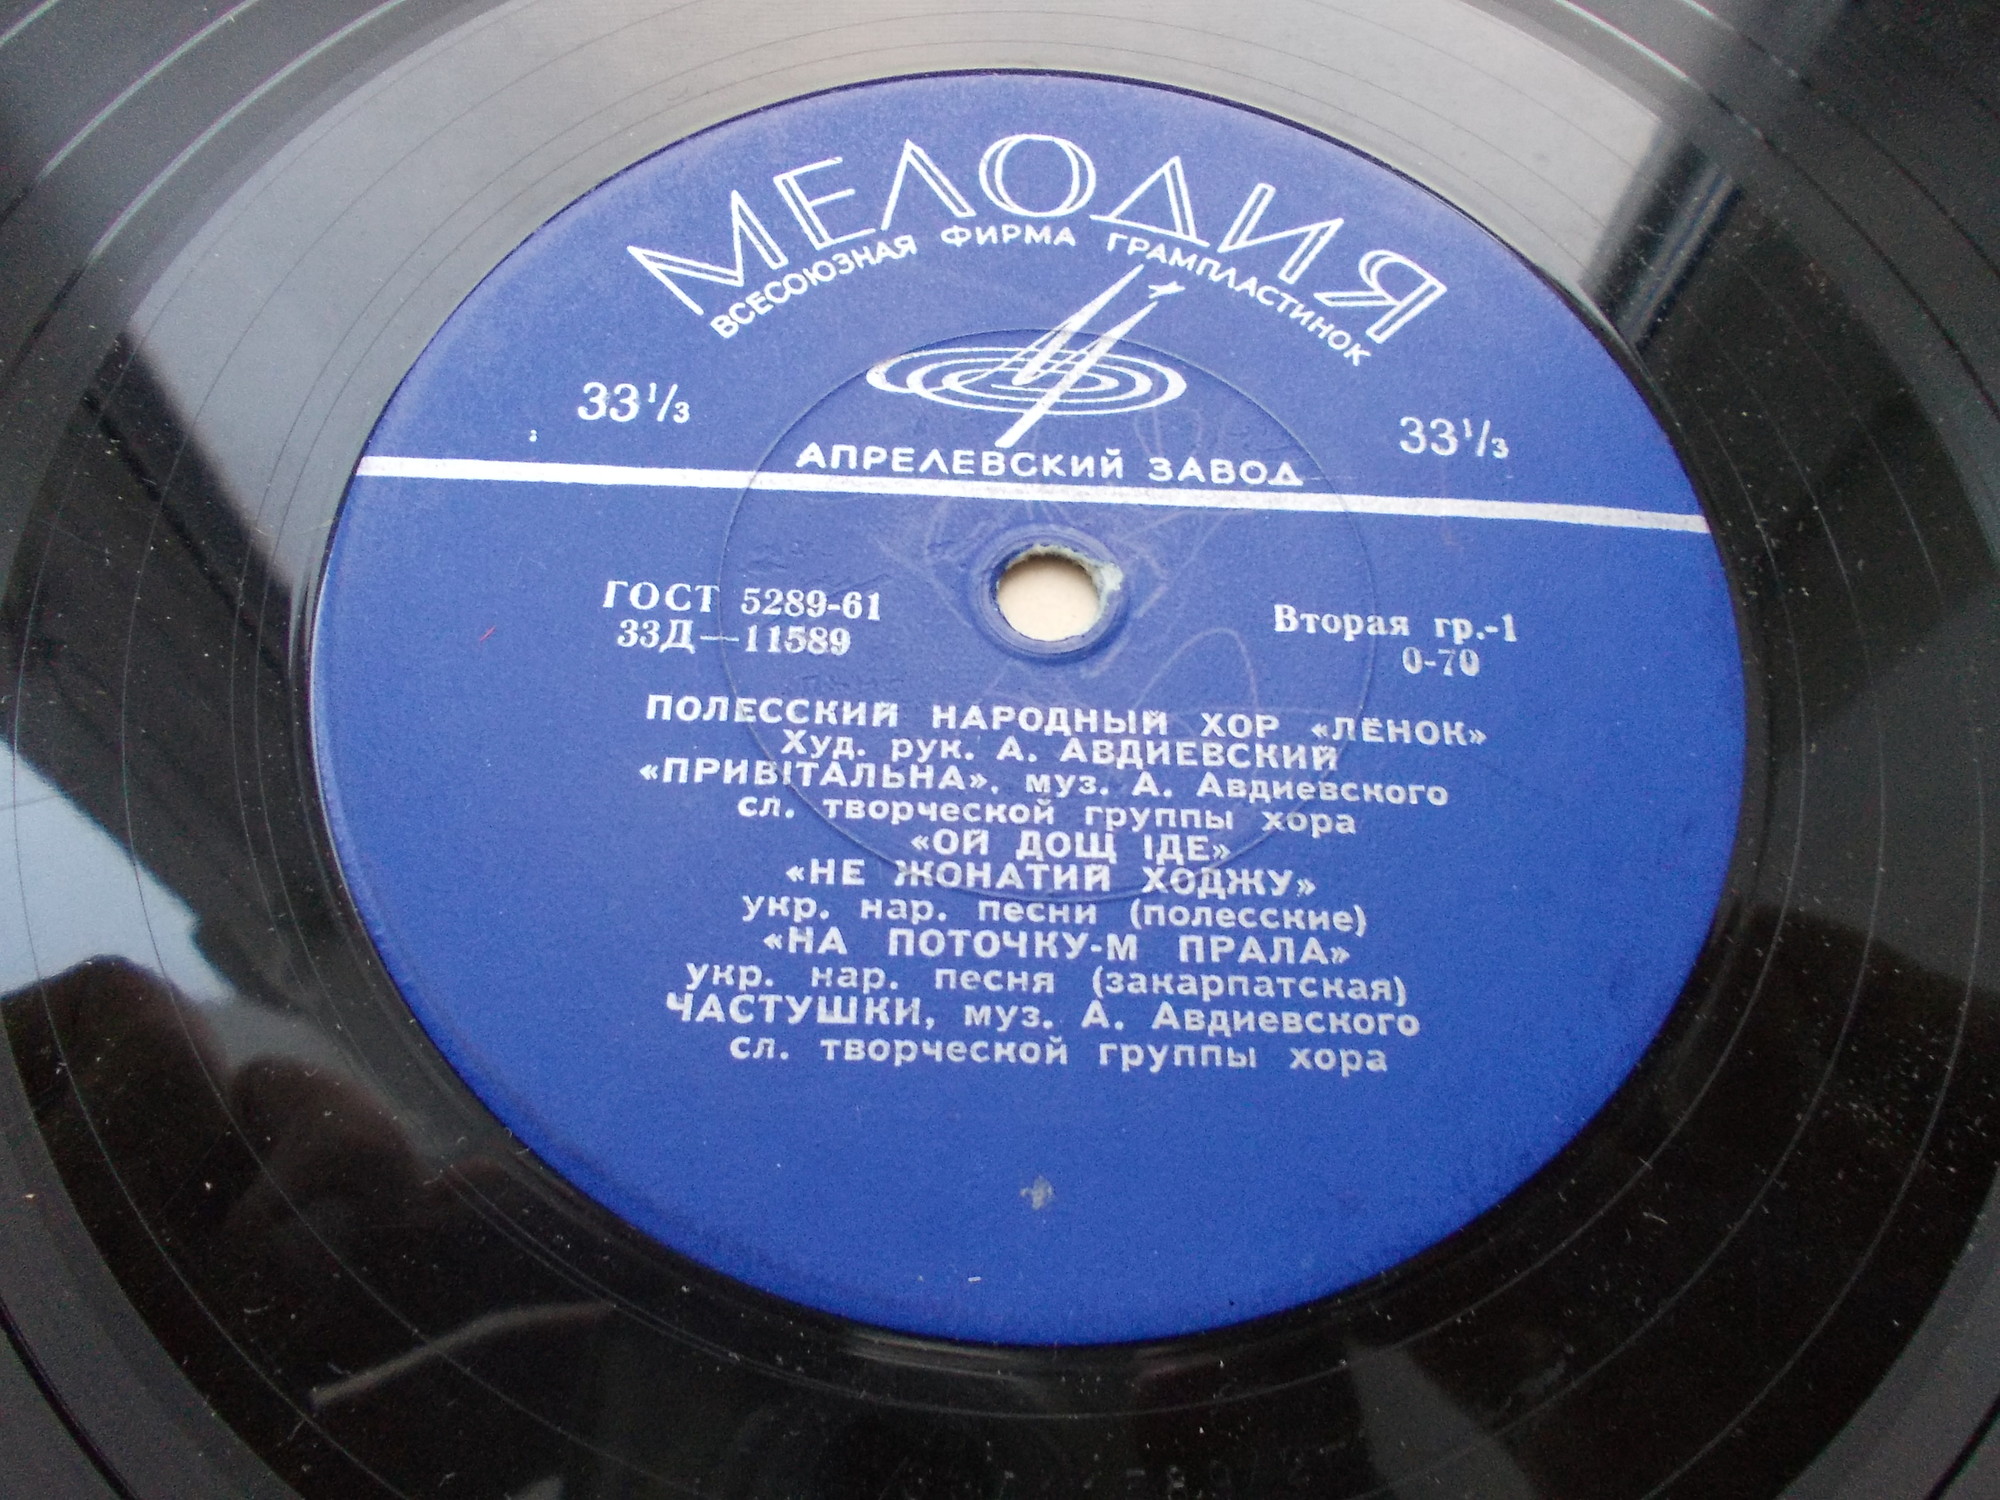 МЕЛОДИЯ
ВСЕСОЮЗНАЯ ФИРМА ГРАМПЛАСТИНОК
33⅓ 33⅓
АПРЕЛЕВСКИЙ ЗАВОД
ГОСТ 5289-61 Вторая гр.-1
33Д—11589 0-70
ПОЛЕССКИЙ НАРОДНЫЙ ХОР «ЛЁНОК»
Худ. рук. А. АВДИЕВСКИЙ
«ПРИВІТАЛЬНА», муз. А. Авдиевского
сл. творческой группы хора
«ОЙ ДОЩ ІДЕ»
«НЕ ЖОНАТИЙ ХОДЖУ»
укр. нар. песни (полесские)
«НА ПОТОЧКУ-М ПРАЛА»
укр. нар. песня (закарпатская)
ЧАСТУШКИ, муз. А. Авдиевского
сл. творческой группы хора